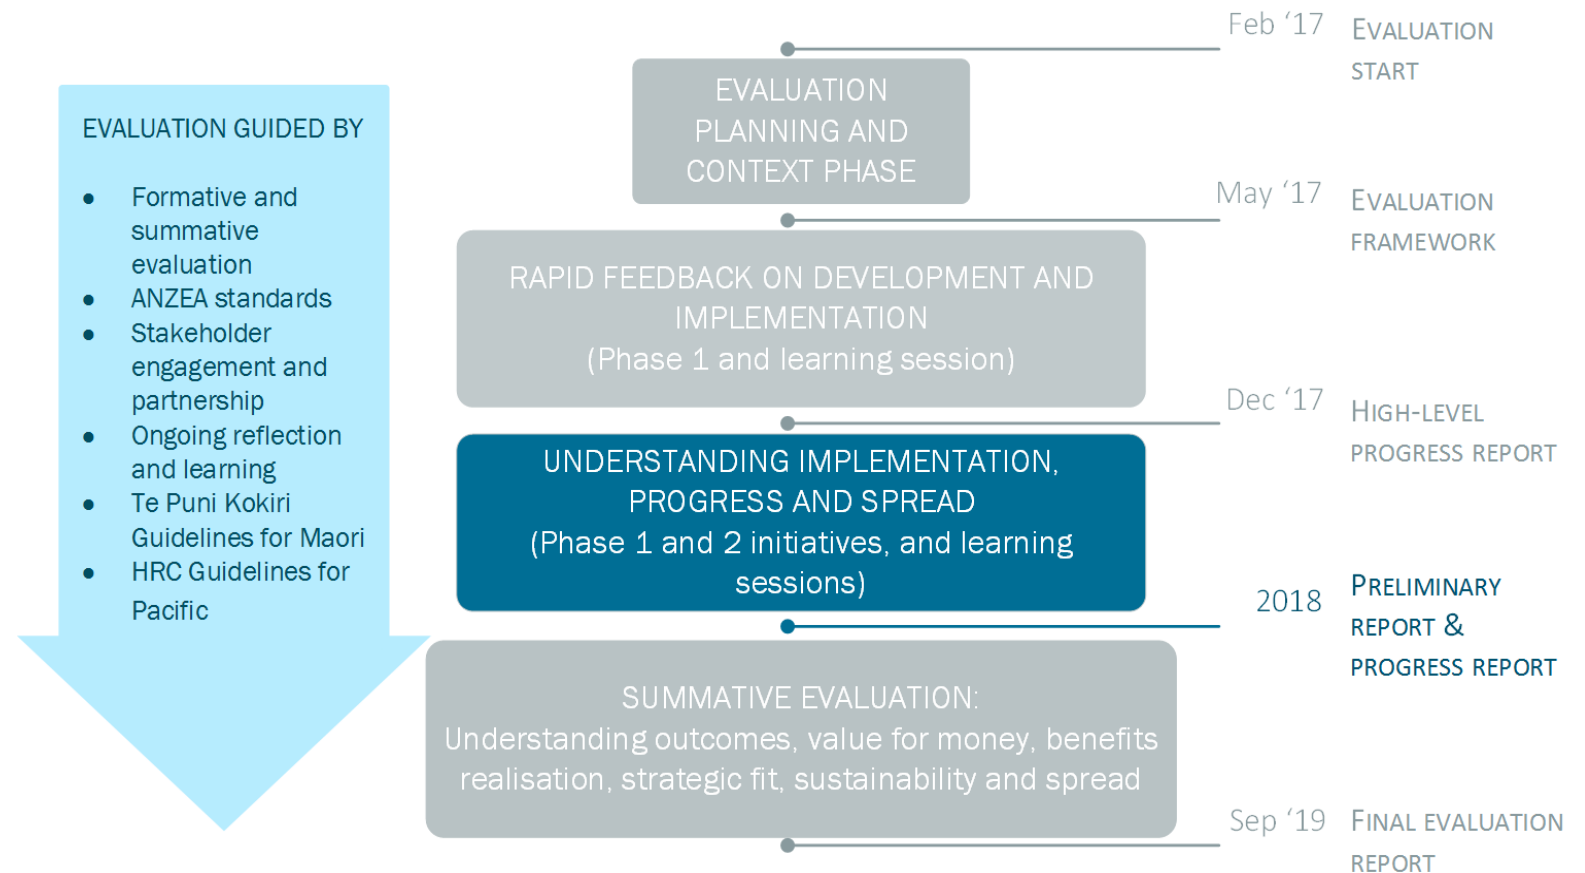 EVALUATION GUIDED BY
● Formative and
summative
evaluation
● ANZEA standards
● Stakeholder
engagement and
partnership
● Ongoing reflection
and learning
● Te Puni Kokiri
Guidelines for Maori
● HRC Guidelines for
Pacific
Feb ‘17
EVALUATION
START
EVALUATION
PLANNING AND
CONTEXT PHASE
May ‘17
EVALUATION
FRAMEWORK
RAPID FEEDBACK ON DEVELOPMENT AND
IMPLEMENTATION
(Phase 1 and learning session)
Dec ‘17
HIGH-LEVEL
PROGRESS REPORT
UNDERSTANDING IMPLEMENTATION,
PROGRESS AND SPREAD
(Phase 1 and 2 initiatives, and learning
sessions)
2018
PRELIMINARY
REPORT &
PROGRESS REPORT
SUMMATIVE EVALUATION:
Understanding outcomes, value for money, benefits
realisation, strategic fit, sustainability and spread
Sep ‘19
FINAL EVALUATION
REPORT